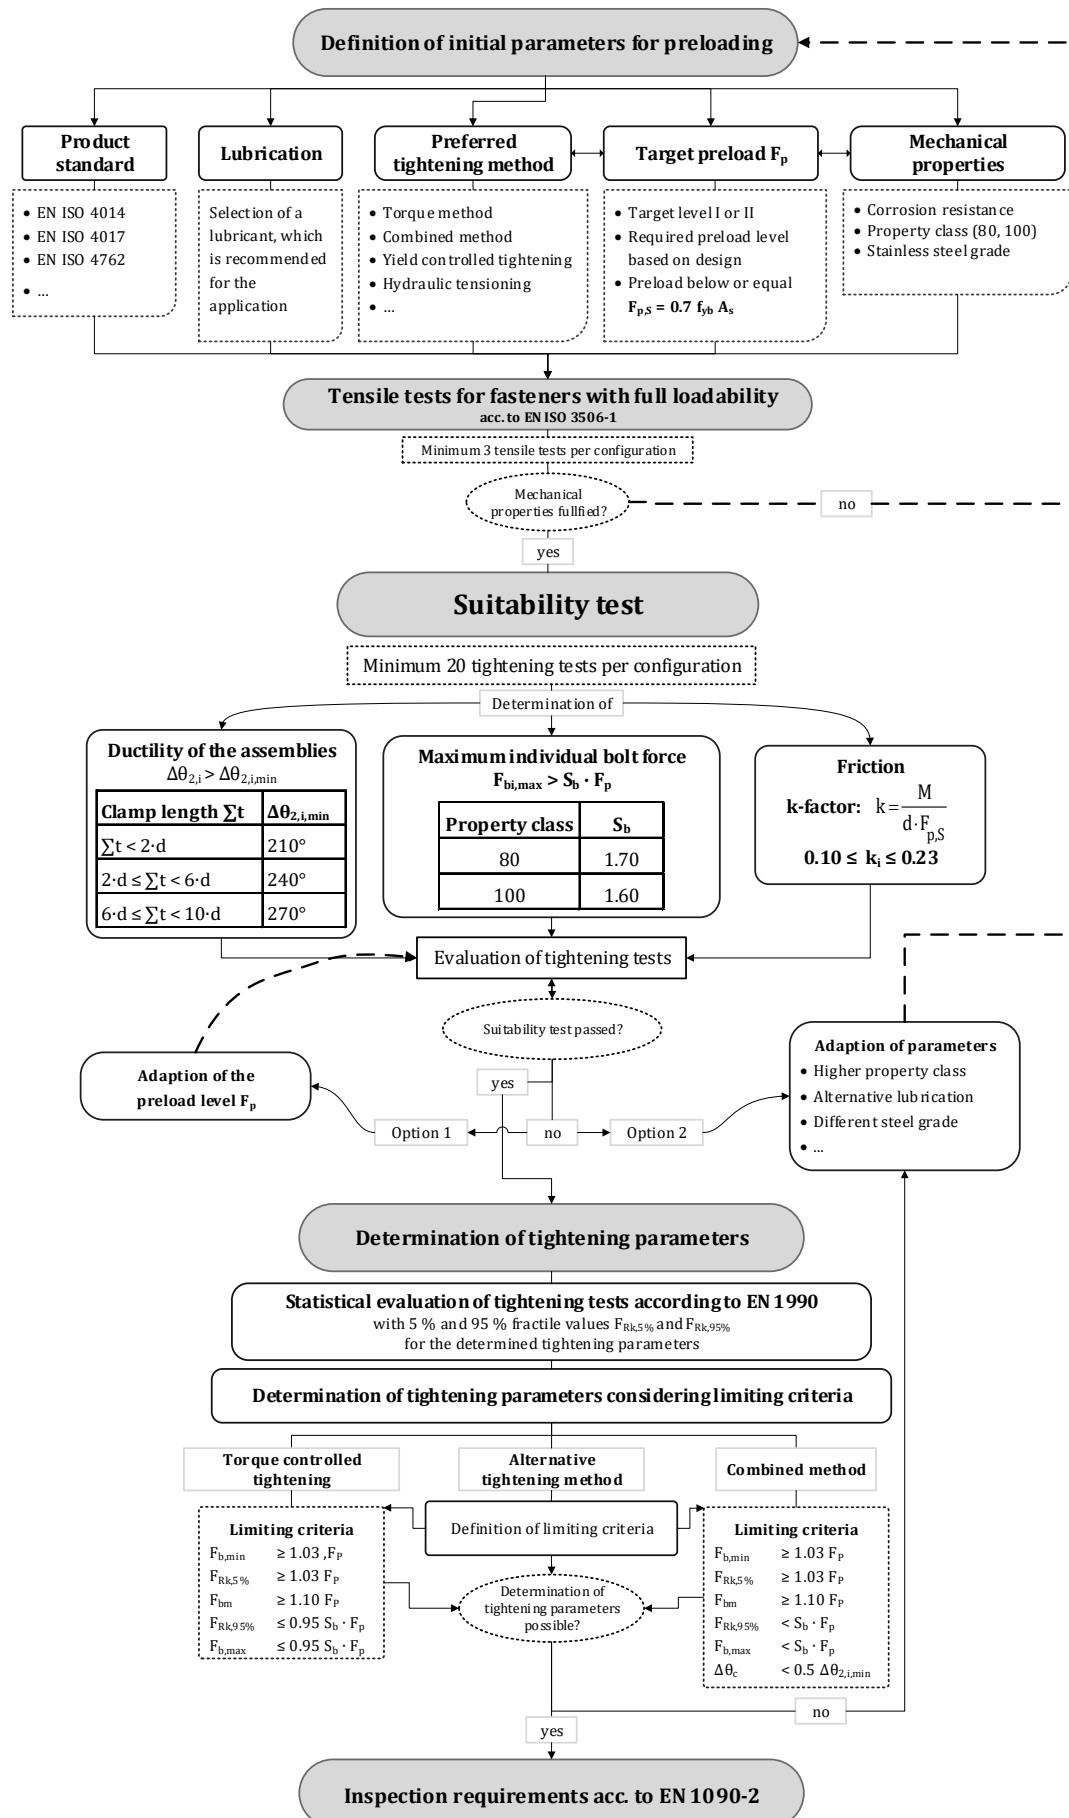 Definition of initial parameters for preloading
Product
standard
Lubrication
Preferred
tightening method
Target preload Fp
Mechanical
properties
• EN ISO 4014
• EN ISO 4017
• EN ISO 4762
• ...
Selection of a
lubricant, which
is recommended
for the
application
• Torque method
• Combined method
• Yield controlled tightening
• Hydraulic tensioning
• ...
• Target level I or II
• Required preload level
based on design
• Preload below or equal
Fp,S = 0.7 fyb As
• Corrosion resistance
• Property class (80, 100)
• Stainless steel grade
Tensile tests for fasteners with full loadability
acc. to EN ISO 3506-1
Minimum 3 tensile tests per configuration
Mechanical
properties fullfied?
no
yes
Suitability test
Minimum 20 tightening tests per configuration
Determination of
Ductility of the assemblies
Δθ2,i > Δθ2,i,min
Clamp length ∑t Δθ2,i,min
∑t < 2·d 210°
2·d ≤ ∑t < 6·d 240°
6·d ≤ ∑t < 10·d 270°
Maximum individual bolt force
Fbi,max > Sb · Fp
Property class Sb
80 1.70
100 1.60
Friction
k-factor: k = M / d·Fp,S
0.10 ≤ ki ≤ 0.23
Evaluation of tightening tests
Suitability test passed?
Adaption of the
preload level Fp
yes
Option 1
no
Option 2
Adaption of parameters
• Higher property class
• Alternative lubrication
• Different steel grade
• ...
Determination of tightening parameters
Statistical evaluation of tightening tests according to EN 1990
with 5 % and 95 % fractile values FRk,5% and FRk,95%
for the determined tightening parameters
Determination of tightening parameters considering limiting criteria
Torque controlled
tightening
Alternative
tightening method
Combined method
Limiting criteria
Fb,min ≥ 1.03 ,FP
FRk,5% ≥ 1.03 FP
Fbm ≥ 1.10 FP
FRk,95% ≤ 0.95 Sb · Fp
Fb,max ≤ 0.95 Sb · Fp
Definition of limiting criteria
Determination of
tightening parameters
possible?
Limiting criteria
Fb,min ≥ 1.03 FP
FRk,5% ≥ 1.03 FP
Fbm ≥ 1.10 FP
FRk,95% < Sb · Fp
Fb,max < Sb · Fp
Δθc < 0.5 Δθ2,i,min
no
yes
Inspection requirements acc. to EN 1090-2